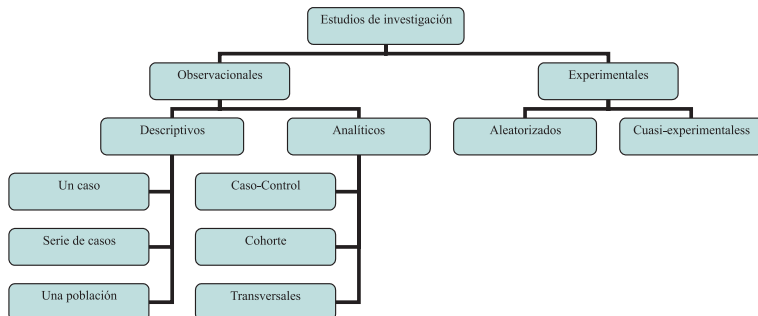 Estudios de investigación
Observacionales
Experimentales
Descriptivos
Analíticos
Aleatorizados
Cuasi-experimentaless
Un caso
Caso-Control
Serie de casos
Cohorte
Una población
Transversales